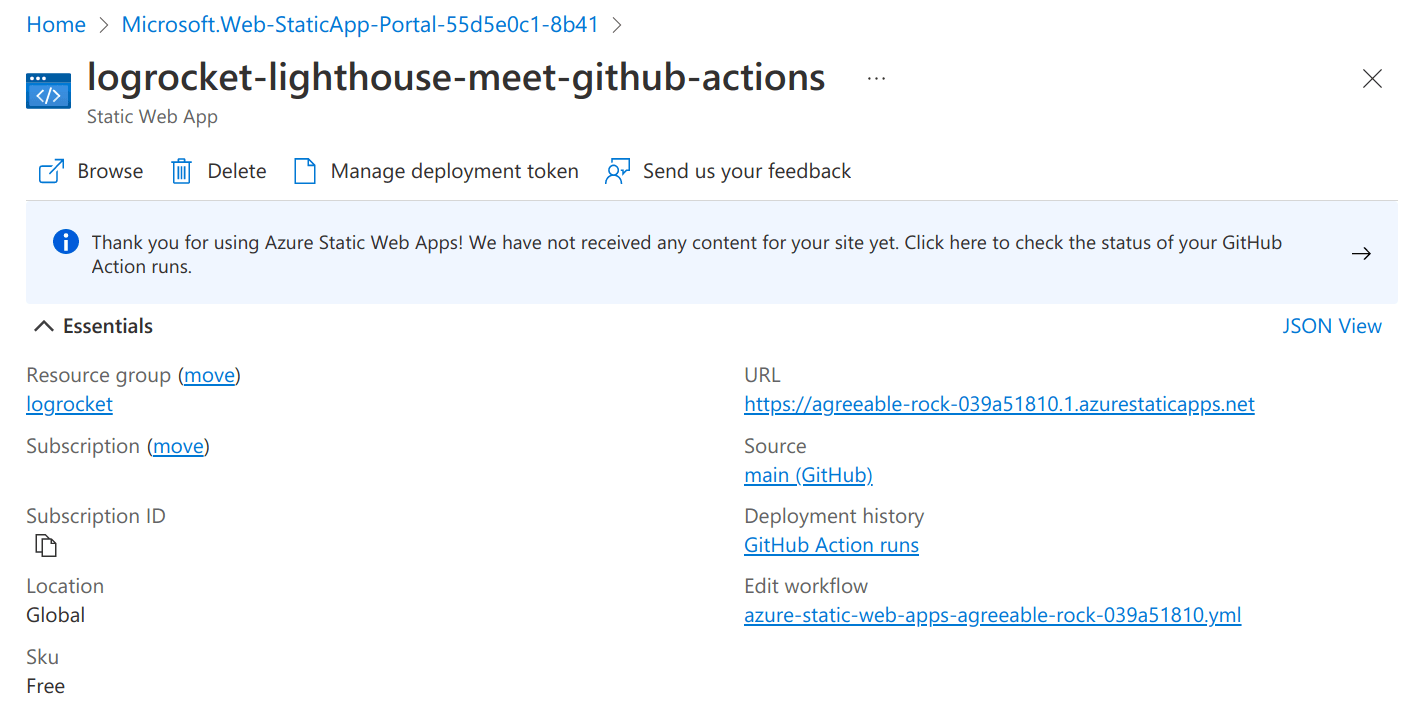 Home > Microsoft.Web-StaticApp-Portal-55d5e0c1-8b41 >
logrocket-lighthouse-meet-github-actions ...
Static Web App
Browse Delete Manage deployment token Send us your feedback
Thank you for using Azure Static Web Apps! We have not received any content for your site yet. Click here to check the status of your GitHub
Action runs.
Essentials
JSON View
Resource group (move)
logrocket
Subscription (move)
Subscription ID
Location
Global
Sku
Free
URL
https://agreeable-rock-039a51810.1.azurestaticapps.net
Source
main (GitHub)
Deployment history
GitHub Action runs
Edit workflow
azure-static-web-apps-agreeable-rock-039a51810.yml